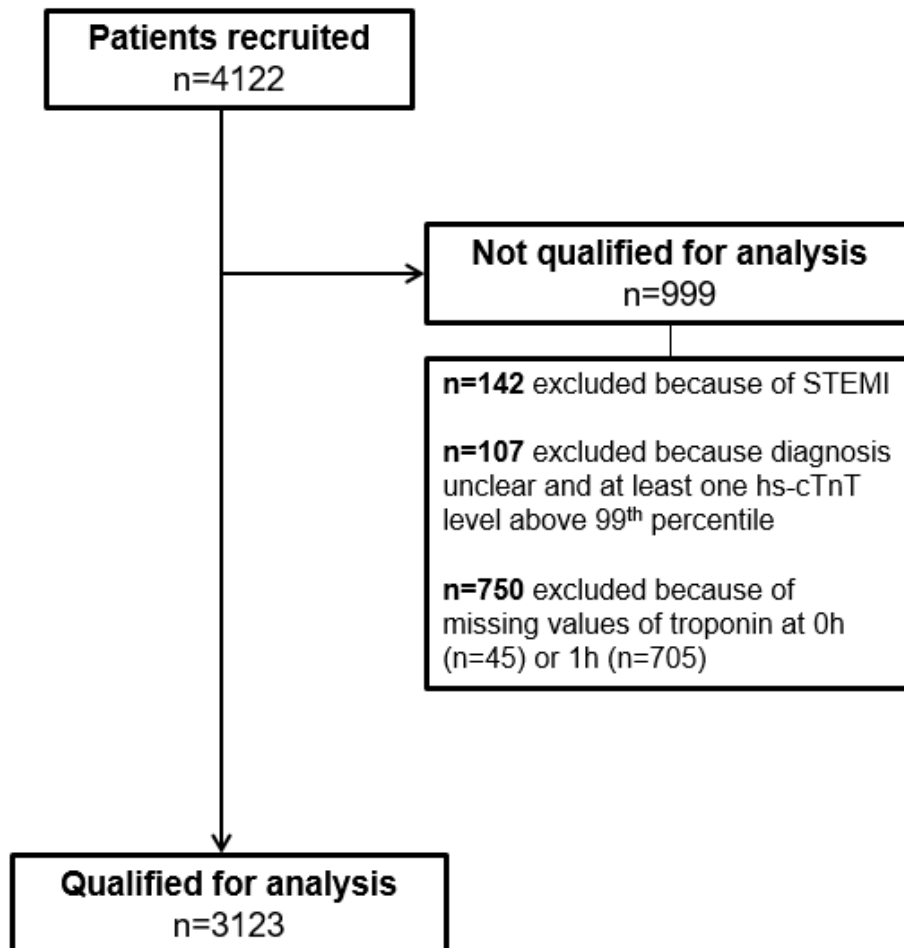 Patients recruited
n=4122
Not qualified for analysis
n=999
n=142 excluded because of STEMI
n=107 excluded because diagnosis
unclear and at least one hs-cTnT
level above 99th percentile
n=750 excluded because of
missing values of troponin at 0h
(n=45) or 1h (n=705)
Qualified for analysis
n=3123